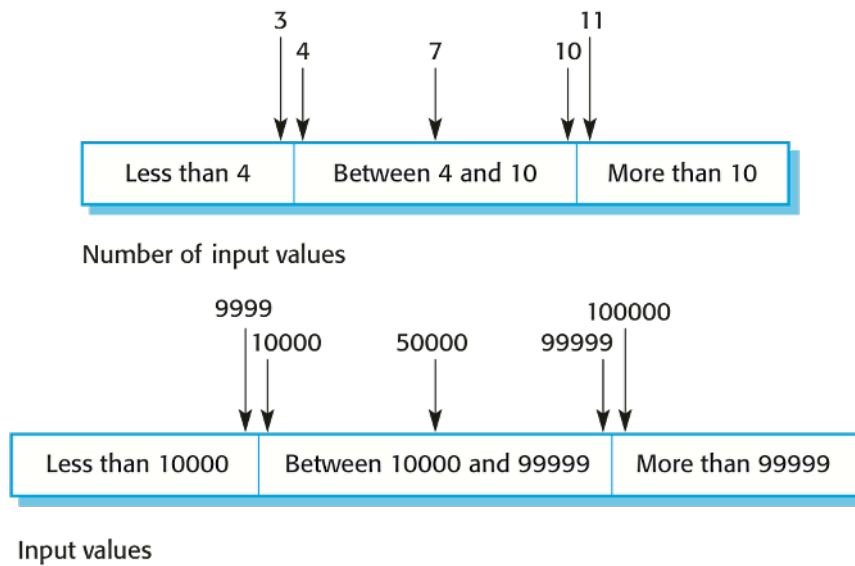 3 11
4 7 10
Less than 4 Between 4 and 10 More than 10
Number of input values
9999 100000
10000 50000 99999
Less than 10000 Between 10000 and 99999 More than 99999
Input values